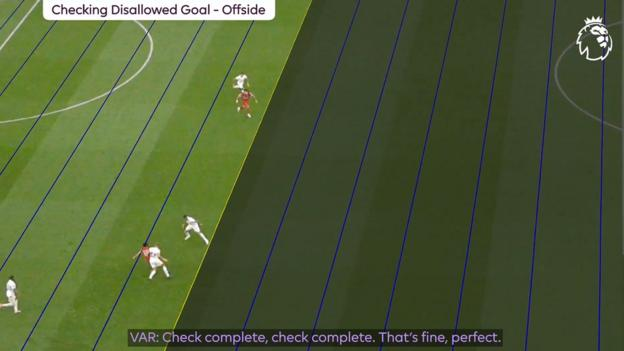 Checking Disallowed Goal - Offside
VAR: Check complete, check complete. That's fine, perfect.